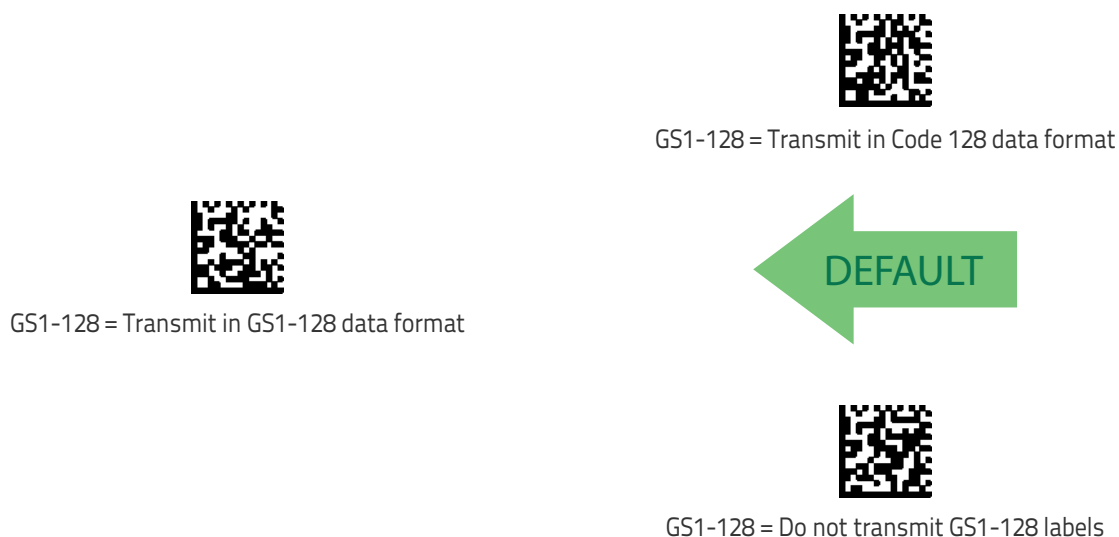 GS1-128 = Transmit in Code 128 data format
DEFAULT
GS1-128 = Transmit in GS1-128 data format
GS1-128 = Do not transmit GS1-128 labels